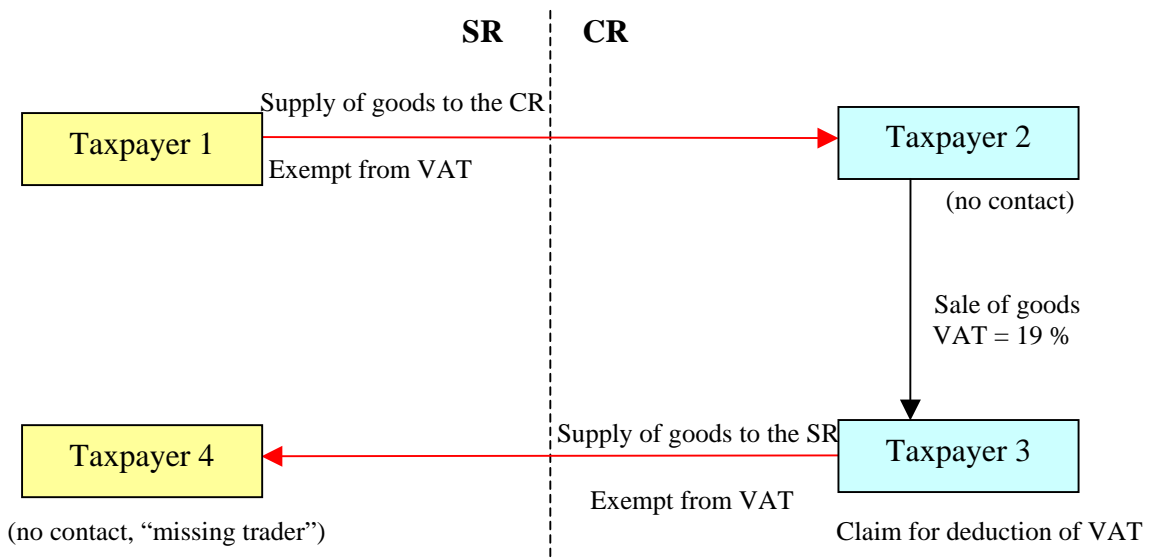 SR
CR
Supply of goods to the CR
Taxpayer 1
Taxpayer 2
Exempt from VAT
(no contact)
Sale of goods
VAT = 19 %
Supply of goods to the SR
Taxpayer 4
Taxpayer 3
Exempt from VAT
(no contact, “missing trader”)
Claim for deduction of VAT